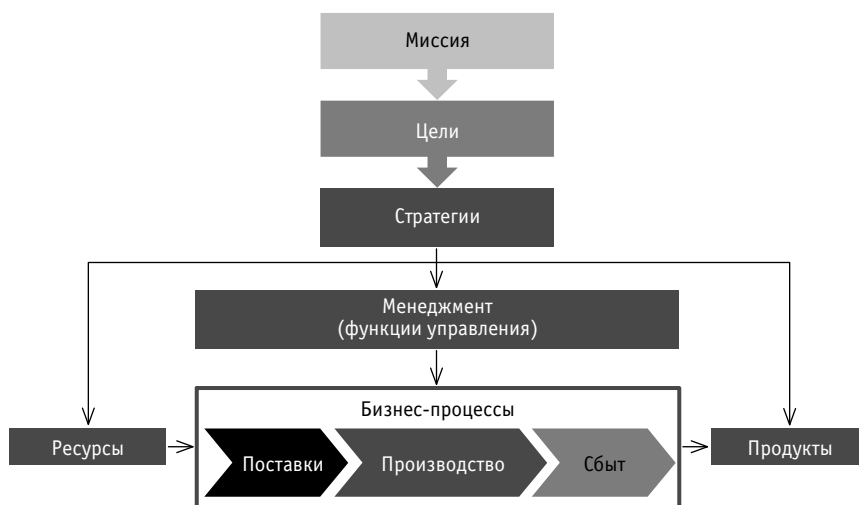 Миссия
Цели
Стратегии
Менеджмент
(функции управления)
Бизнес-процессы
Ресурсы
Поставки
Производство
Сбыт
Продукты